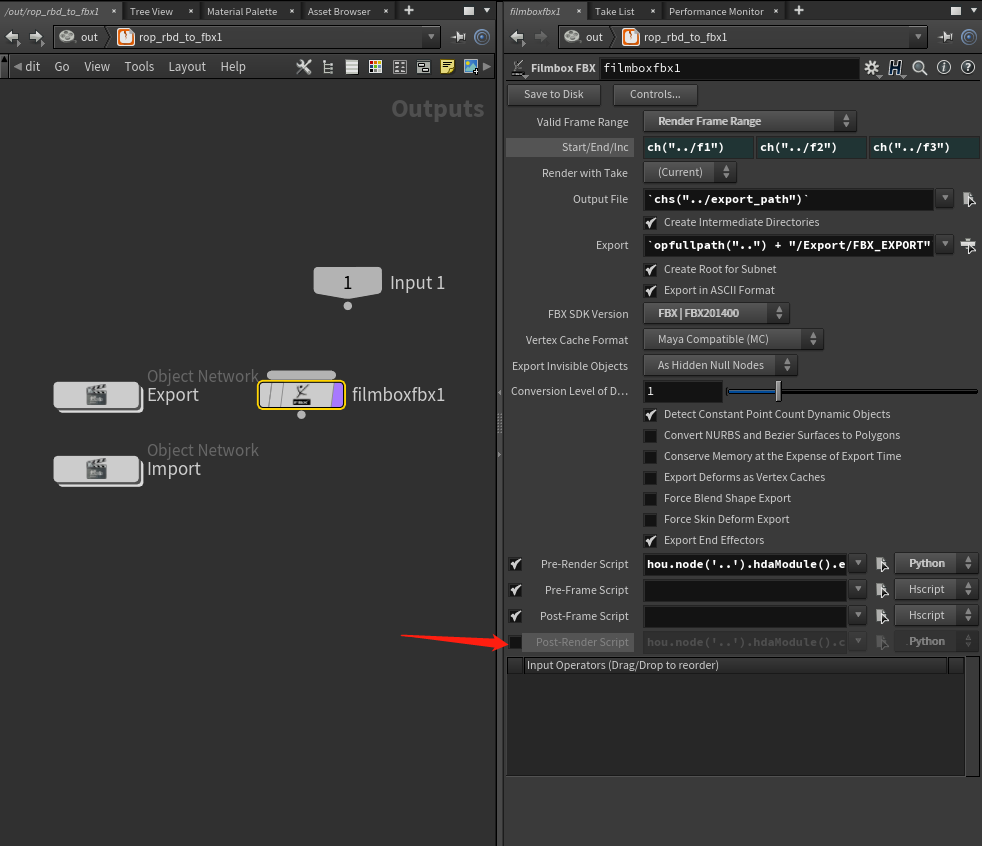 /out/rop_rbd_to_fbx1 × Tree View × Material Palette × Asset Browser × +
out rop_rbd_to_fbx1
dit Go View Tools Layout Help
Outputs
1 Input 1
Object Network
Export
filmboxfbx1
Object Network
Import
filmboxfbx1 × Take List × Performance Monitor × +
out rop_rbd_to_fbx1
Filmbox FBX filmboxfbx1
Save to Disk Controls...
Valid Frame Range Render Frame Range
Start/End/Inc ch("../f1") ch("../f2") ch("../f3")
Render with Take (Current)
Output File `chs("../export_path")`
Create Intermediate Directories
Export `opfullpath("..") + "/Export/FBX_EXPORT"
Create Root for Subnet
Export in ASCII Format
FBX SDK Version FBX | FBX201400
Vertex Cache Format Maya Compatible (MC)
Export Invisible Objects As Hidden Null Nodes
Conversion Level of D... 1
Detect Constant Point Count Dynamic Objects
Convert NURBS and Bezier Surfaces to Polygons
Conserve Memory at the Expense of Export Time
Export Deforms as Vertex Caches
Force Blend Shape Export
Force Skin Deform Export
Export End Effectors
Pre-Render Script hou.node('..').hdaModule().e Python
Pre-Frame Script Hscript
Post-Frame Script Hscript
Post-Render Script hou.node('..').hdaModule().c Python
Input Operators (Drag/Drop to reorder)